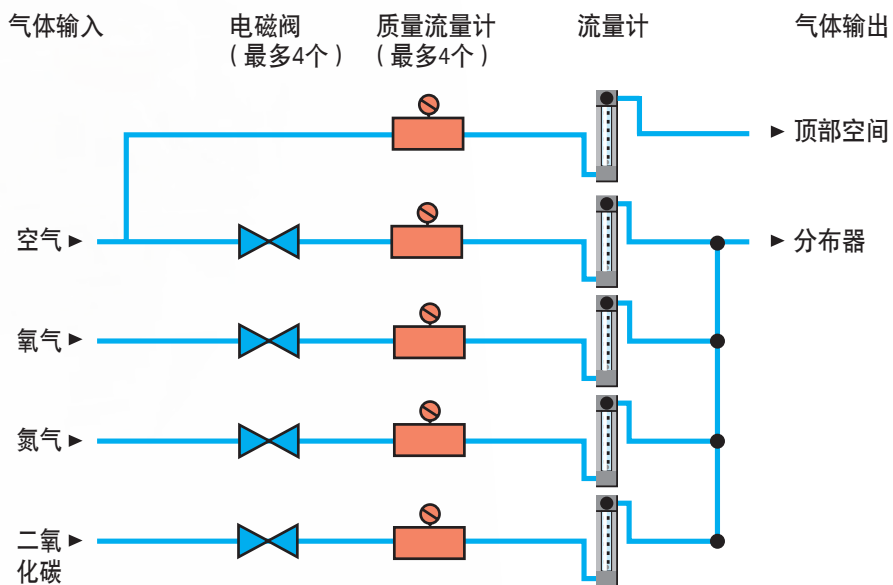 气体输入
电磁阀
（最多4个）
质量流量计
（最多4个）
流量计
气体输出
顶部空间
空气
分布器
氧气
氮气
二氧
化碳